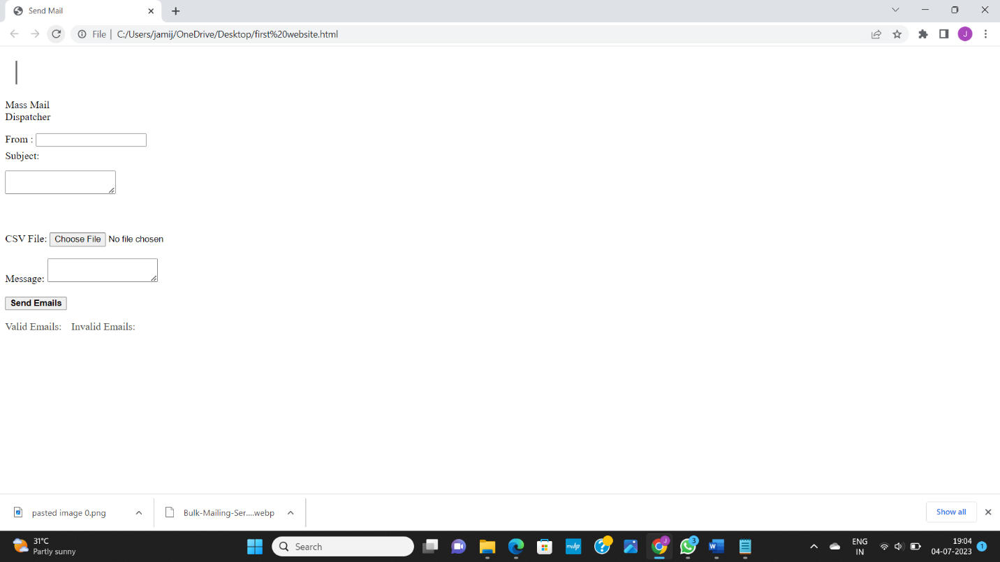 Send Mail
File | C:/Users/jamij/OneDrive/Desktop/first%20website.html
J
Mass Mail
Dispatcher
From :
Subject:
CSV File: Choose File No file chosen
Message:
Send Emails
Valid Emails: Invalid Emails:
pasted image 0.png
Bulk-Mailing-Ser....webp
Show all
31°C
Partly sunny
Search
myhp
J
3
W
ENG
IN
19:04
04-07-2023
1